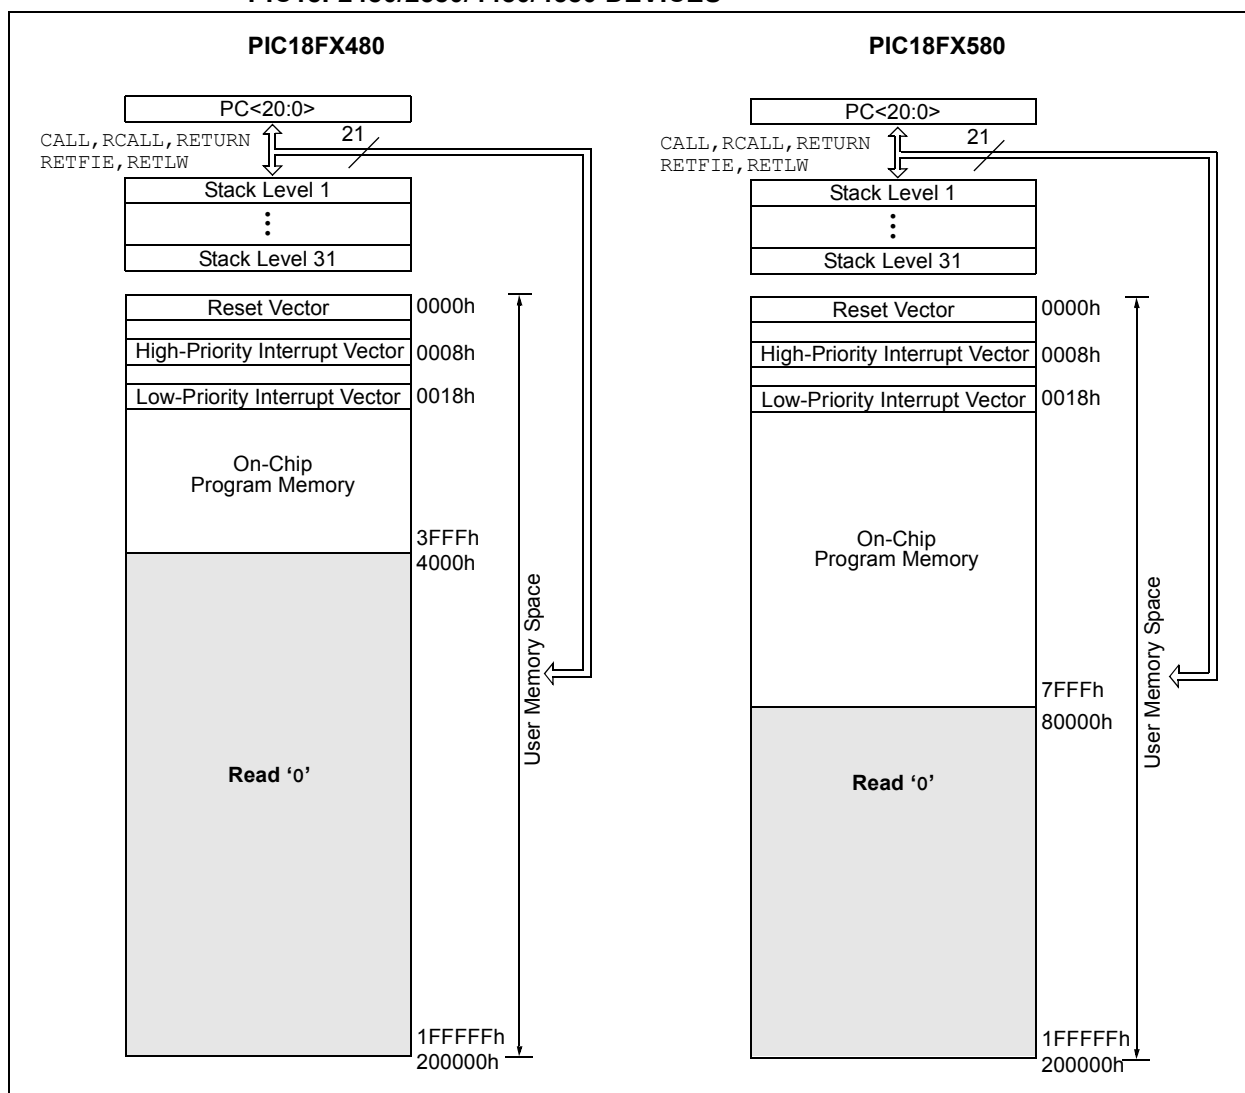 PIC18FX480
PC<20:0>
CALL,RCALL,RETURN
RETFIE,RETLW
21
Stack Level 1
Stack Level 31
Reset Vector
0000h
High-Priority Interrupt Vector
0008h
Low-Priority Interrupt Vector
0018h
On-Chip
Program Memory
3FFFh
4000h
User Memory Space
Read ‘0’
1FFFFFh
200000h
PIC18FX580
PC<20:0>
CALL,RCALL,RETURN
RETFIE,RETLW
21
Stack Level 1
Stack Level 31
Reset Vector
0000h
High-Priority Interrupt Vector
0008h
Low-Priority Interrupt Vector
0018h
On-Chip
Program Memory
7FFFh
80000h
User Memory Space
Read ‘0’
1FFFFFh
200000h